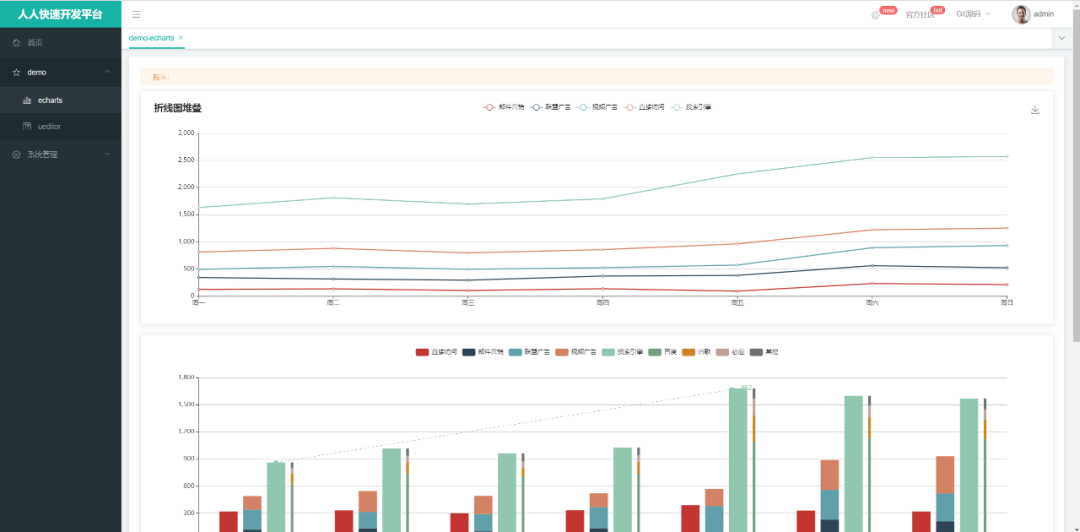 人人快速开发平台
new
官方社区
hot
Git源码
admin
首页
demo-echarts ×
demo
echarts
ueditor
系统管理
提示：
折线图堆叠
邮件营销 联盟广告 视频广告 直接访问 搜索引擎
3,000
2,500
2,000
1,500
1,000
500
0
周一 周二 周三 周四 周五 周六 周日
直接访问 邮件营销 联盟广告 视频广告 搜索引擎 百度 谷歌 必应 其他
1,800
1,500
1,200
900
600
300